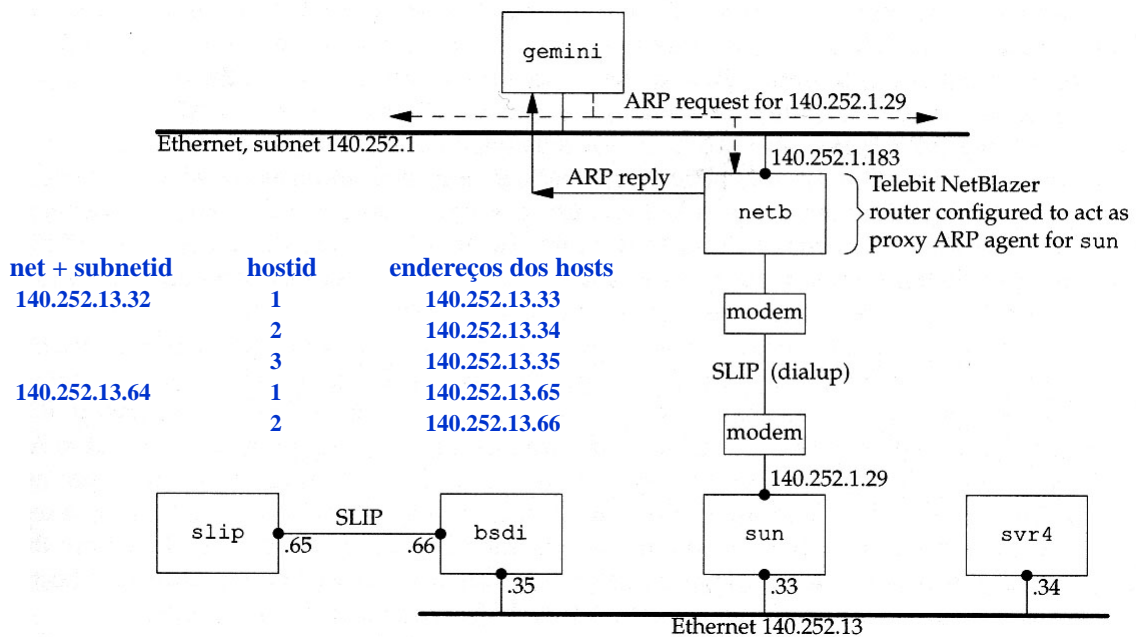 gemini
ARP request for 140.252.1.29
Ethernet, subnet 140.252.1
140.252.1.183
ARP reply
netb
Telebit NetBlazer
router configured to act as
proxy ARP agent for sun
net + subnetid hostid endereços dos hosts
140.252.13.32 1 140.252.13.33
2 140.252.13.34
3 140.252.13.35
140.252.13.64 1 140.252.13.65
2 140.252.13.66
modem
SLIP (dialup)
modem
140.252.1.29
slip
SLIP
.65
.66
bsdi
sun
svr4
.35
.33
.34
Ethernet 140.252.13